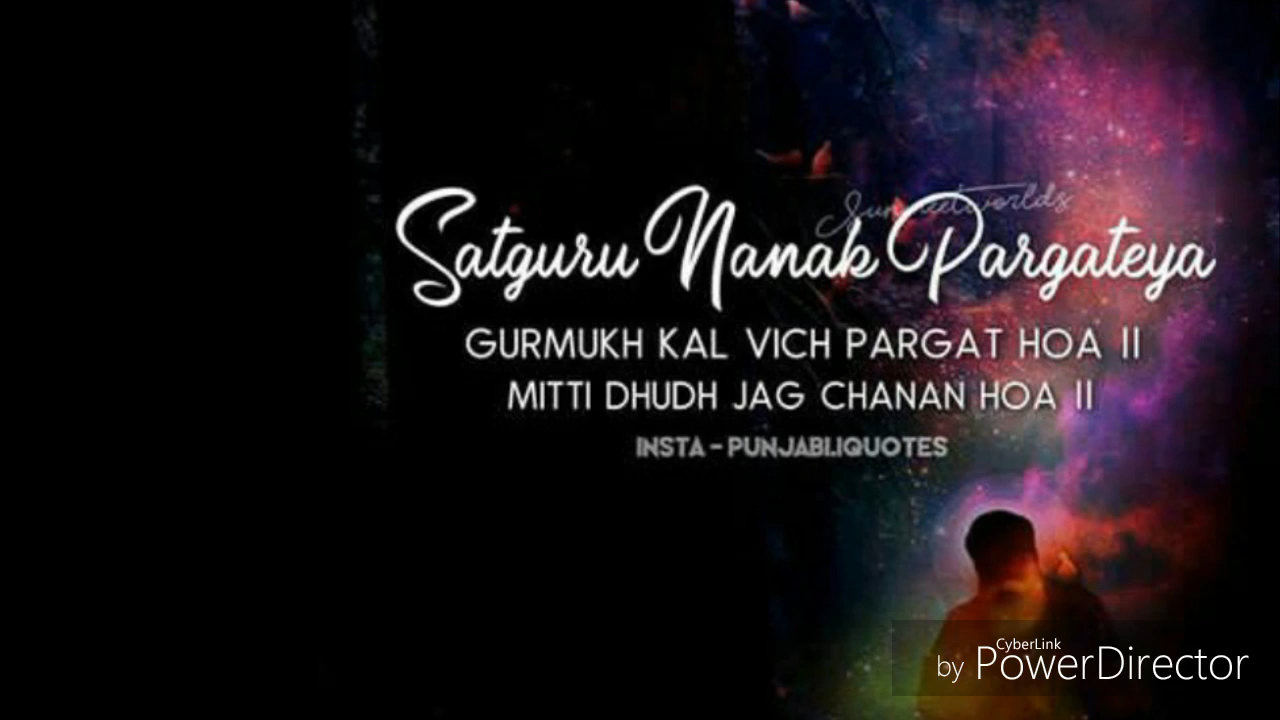 Satguru Nanak Pargateya
GURMUKH KAL VICH PARGAT HOA II
MITTI DHUDH JAG CHANAN HOA II
INSTA - PUNJABI.IQUOTES
CyberLink
by PowerDirector